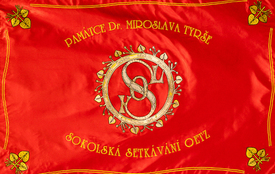 PAMÁTCE Dr. MIROSLAVA TYRŠE
SOKOLSKÁ SETKÁVÁNÍ OETZ